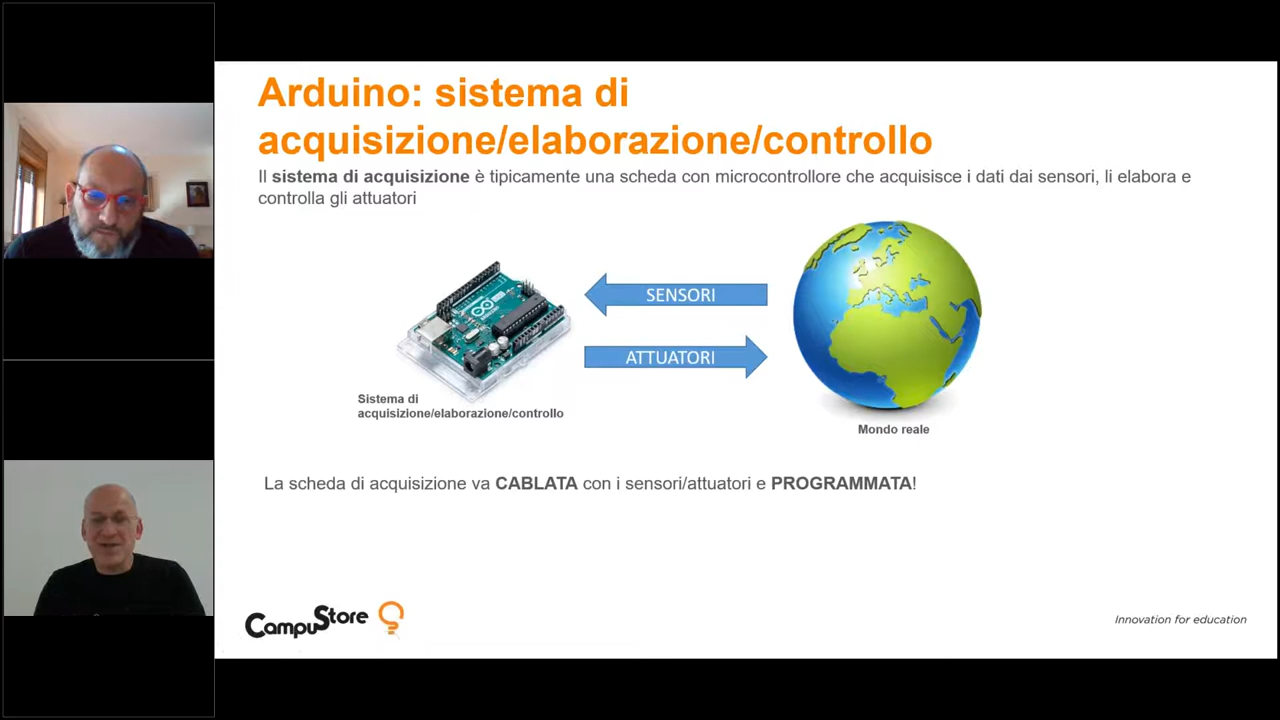 Arduino: sistema di
acquisizione/elaborazione/controllo
Il sistema di acquisizione è tipicamente una scheda con microcontrollore che acquisisce i dati dai sensori, li elabora e
controlla gli attuatori
SENSORI
ATTUATORI
Sistema di
acquisizione/elaborazione/controllo
Mondo reale
La scheda di acquisizione va CABLATA con i sensori/attuatori e PROGRAMMATA!
CampuStore
Innovation for education